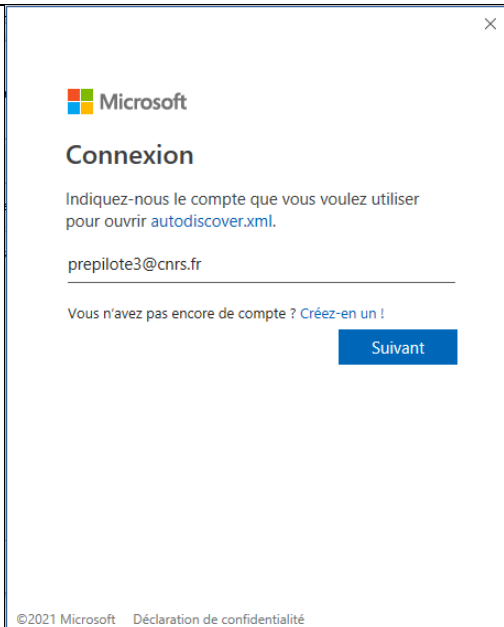 Microsoft
Connexion
Indiquez-nous le compte que vous voulez utiliser
pour ouvrir autodiscover.xml.
prepilote3@cnrs.fr
Vous n'avez pas encore de compte ? Créez-en un !
Suivant
©2021 Microsoft Déclaration de confidentialité